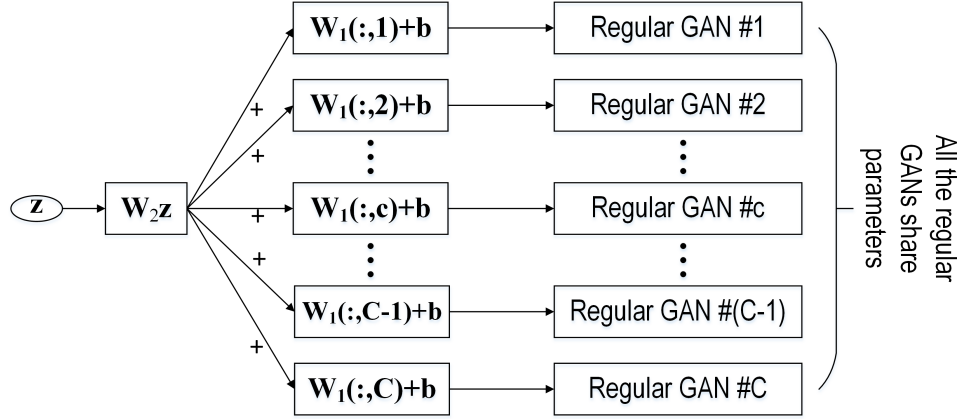 W₁(:,1)+b Regular GAN #1
+
W₁(:,2)+b Regular GAN #2
+
z W₂z + W₁(:,c)+b Regular GAN #c
+
W₁(:,C-1)+b Regular GAN #(C-1)
+
W₁(:,C)+b Regular GAN #C
All the regular
GANs share
parameters